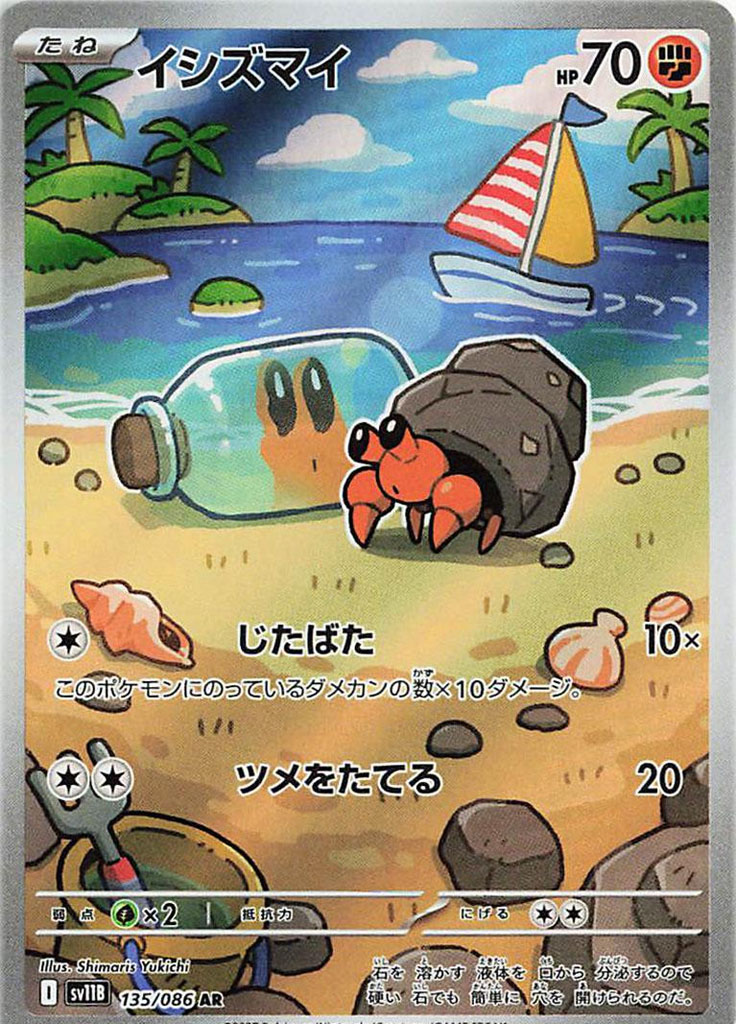 たね イシズマイ HP70
じたばた 10×
このポケモンにのっているダメカンの数×10ダメージ。
ツメをたてる 20
弱点 ×2 抵抗力 にげる
Illus. Shimaris Yukichi
I sv11B 135/086 AR
石を 溶かす 液体を 口から 分泌するので
硬い 石でも 簡単に 穴を 開けられるのだ。